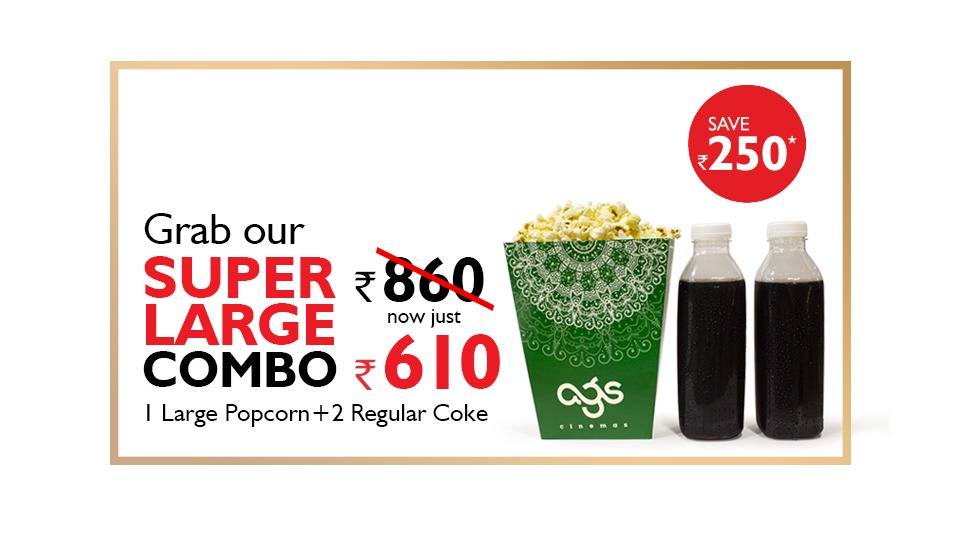 SAVE
₹250*
Grab our
SUPER
LARGE
COMBO
₹860
now just
₹610
1 Large Popcorn+2 Regular Coke
ags
cinemas